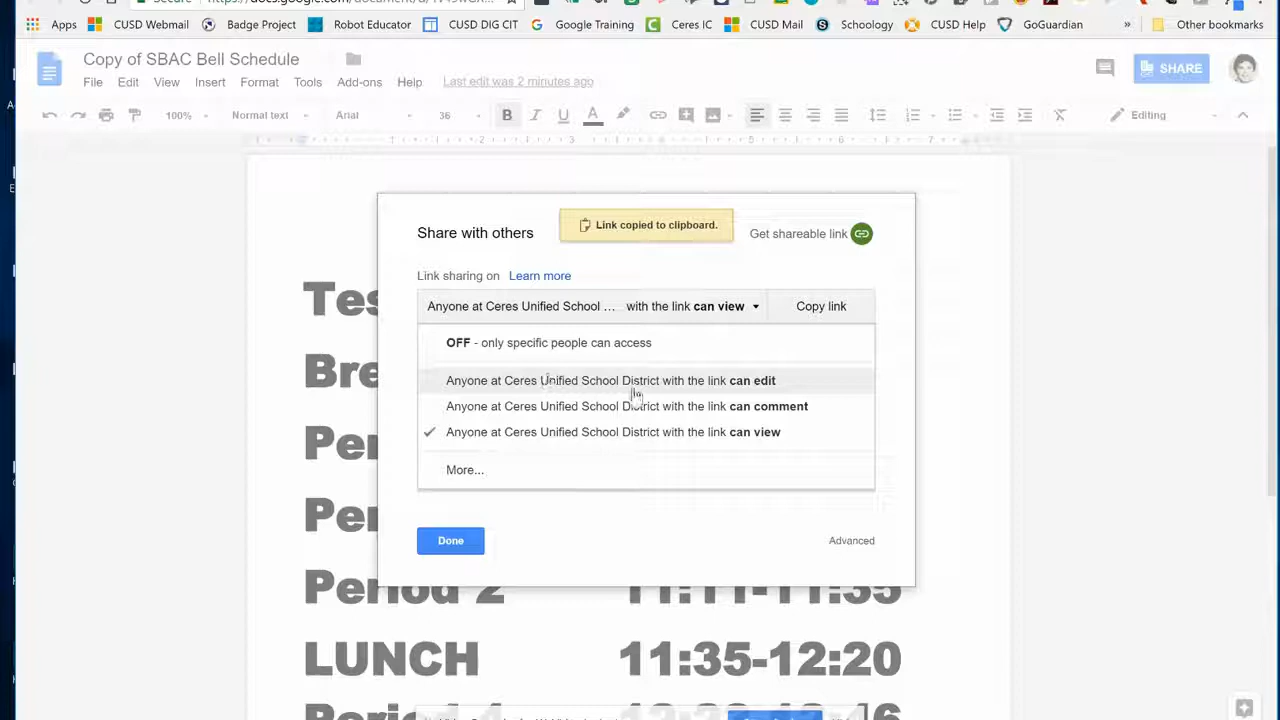 Apps CUSD Webmail Badge Project Robot Educator CUSD DIG CIT Google Training Ceres IC CUSD Mail Schoology CUSD Help GoGuardian » Other bookmarks
Copy of SBAC Bell Schedule
SHARE
File Edit View Insert Format Tools Add-ons Help Last edit was 2 minutes ago
Normal text Arial 36 B I U A Editing
Link copied to clipboard.
Share with others
Get shareable link
Link sharing on Learn more
Anyone at Ceres Unified School ... with the link can view Copy link
OFF - only specific people can access
Anyone at Ceres Unified School District with the link can edit
Anyone at Ceres Unified School District with the link can comment
Anyone at Ceres Unified School District with the link can view
More...
Done
Advanced
Period 2 11:11-11:35
LUNCH 11:35-12:20